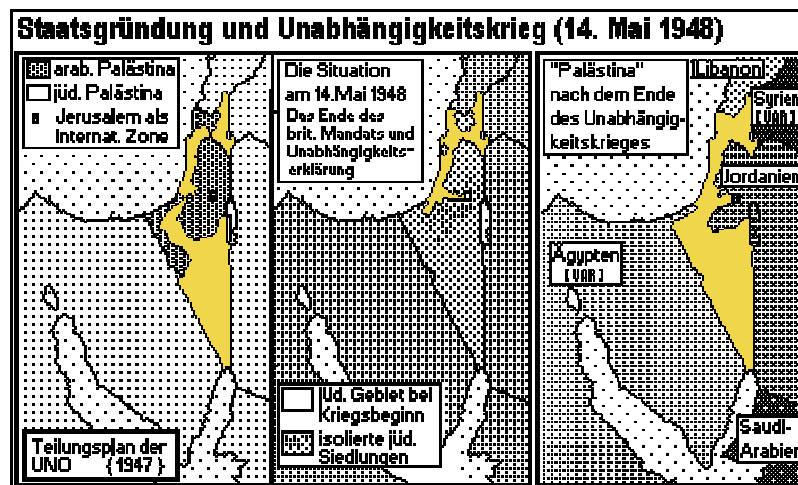 Staatsgründung und Unabhängigkeitskrieg (14. Mai 1948)
arab. Palästina
jüd. Palästina
Jerusalem als
Internat. Zone
Teilungsplan der
UNO (1947)
Die Situation
am 14.Mai 1948
Das Ende des
brit. Mandats und
Unabhängigkeits-
erklärung
jüd. Gebiet bei
Kriegsbeginn
isolierte jüd.
Siedlungen
"Palästina"
nach dem Ende
des Unabhängig-
keitskrieges
Libanon
Syrien
(VAR)
Jordanien
Ägypten
(VAR)
Saudi-
Arabien